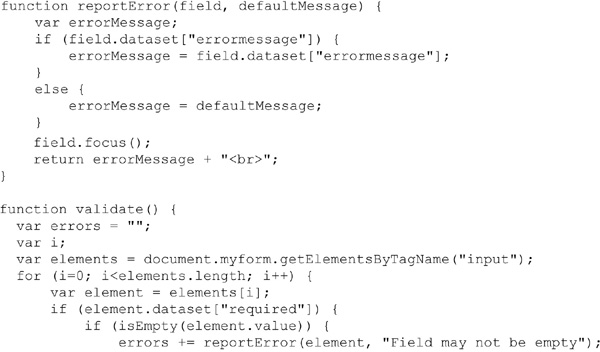 function reportError(field, defaultMessage) {
    var errorMessage;
    if (field.dataset["errormessage"]) {
        errorMessage = field.dataset["errormessage"];
    }
    else {
        errorMessage = defaultMessage;
    }
    field.focus();
    return errorMessage + "<br>";
}

function validate() {
  var errors = "";
  var i;
  var elements = document.myform.getElementsByTagName("input");
  for (i=0; i<elements.length; i++) {
      var element = elements[i];
      if (element.dataset["required"]) {
          if (isEmpty(element.value)) {
              errors += reportError(element, "Field may not be empty");